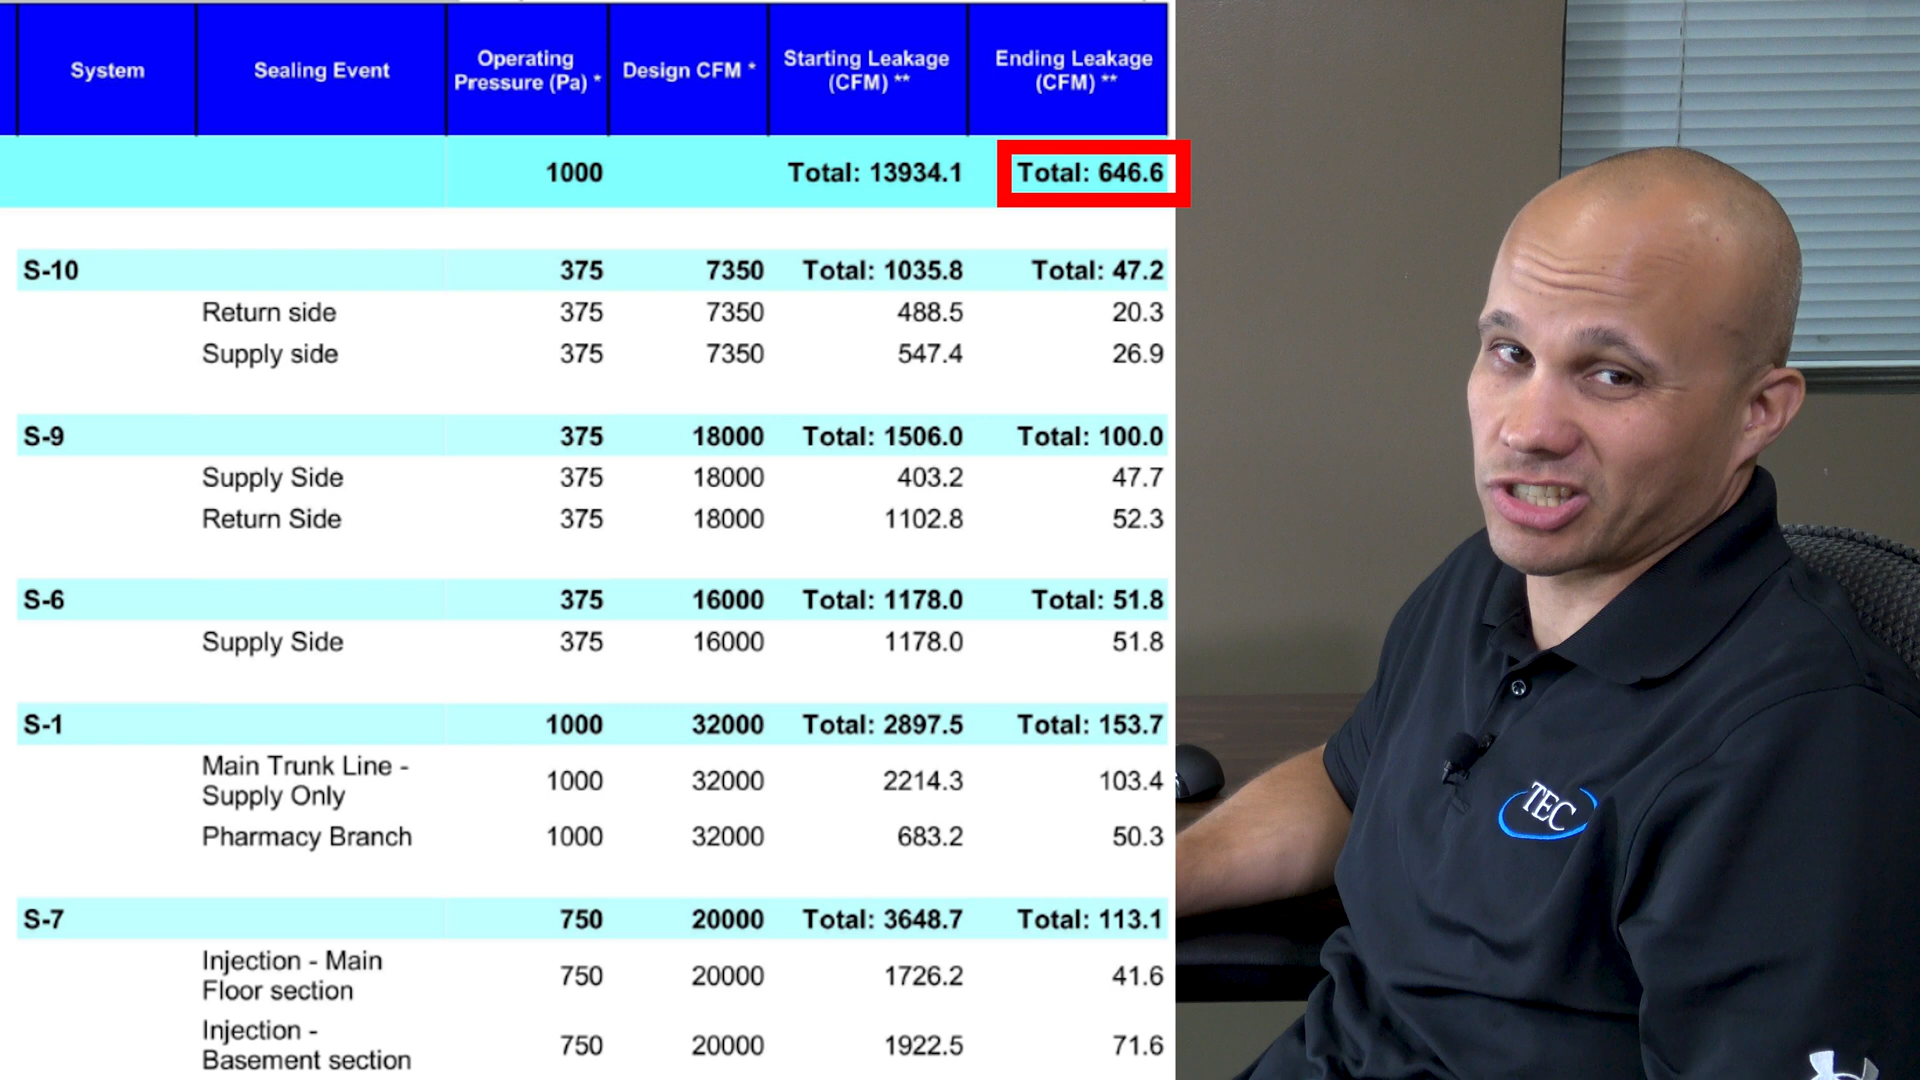 System
Sealing Event
Operating
Pressure (Pa) *
Design CFM *
Starting Leakage
(CFM) **
Ending Leakage
(CFM) **
1000 Total: 13934.1 Total: 646.6
S-10 375 7350 Total: 1035.8 Total: 47.2
Return side 375 7350 488.5 20.3
Supply side 375 7350 547.4 26.9
S-9 375 18000 Total: 1506.0 Total: 100.0
Supply Side 375 18000 403.2 47.7
Return Side 375 18000 1102.8 52.3
S-6 375 16000 Total: 1178.0 Total: 51.8
Supply Side 375 16000 1178.0 51.8
S-1 1000 32000 Total: 2897.5 Total: 153.7
Main Trunk Line -
Supply Only
1000 32000 2214.3 103.4
Pharmacy Branch 1000 32000 683.2 50.3
S-7 750 20000 Total: 3648.7 Total: 113.1
Injection - Main
Floor section
750 20000 1726.2 41.6
Injection -
Basement section
750 20000 1922.5 71.6
TEC